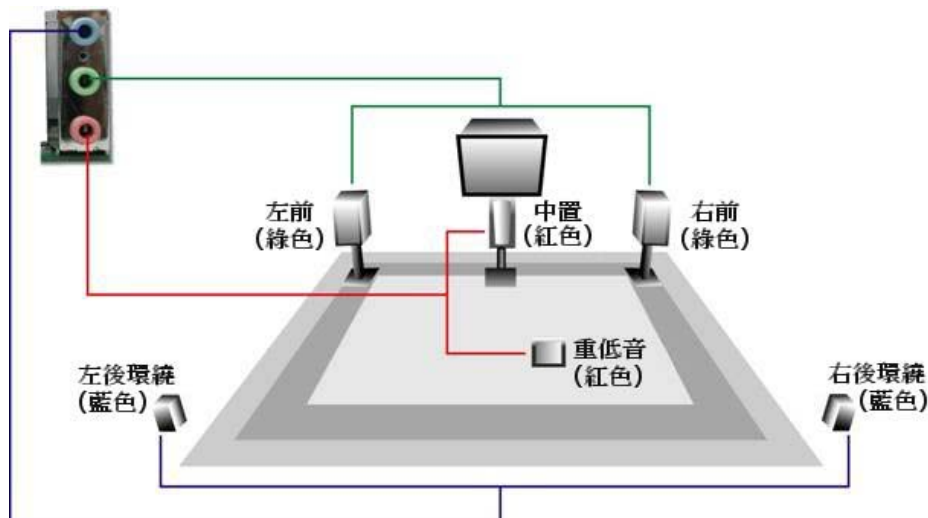 左前
(綠色)
中置
(紅色)
右前
(綠色)
重低音
(紅色)
左後環繞
(藍色)
右後環繞
(藍色)